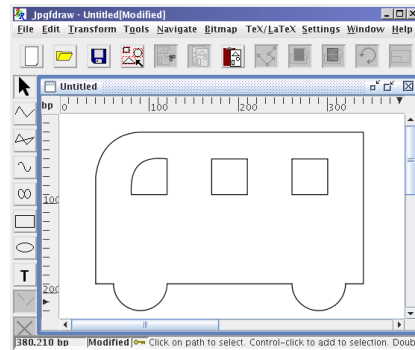 Jpgfdraw - Untitled[Modified]
File Edit Transform Tools Navigate Bitmap TeX/LaTeX Settings Window Help
Untitled
bp 0 100 200 300
100
200
T
380,210 bp Modified Click on path to select. Control-click to add to selection. Doul